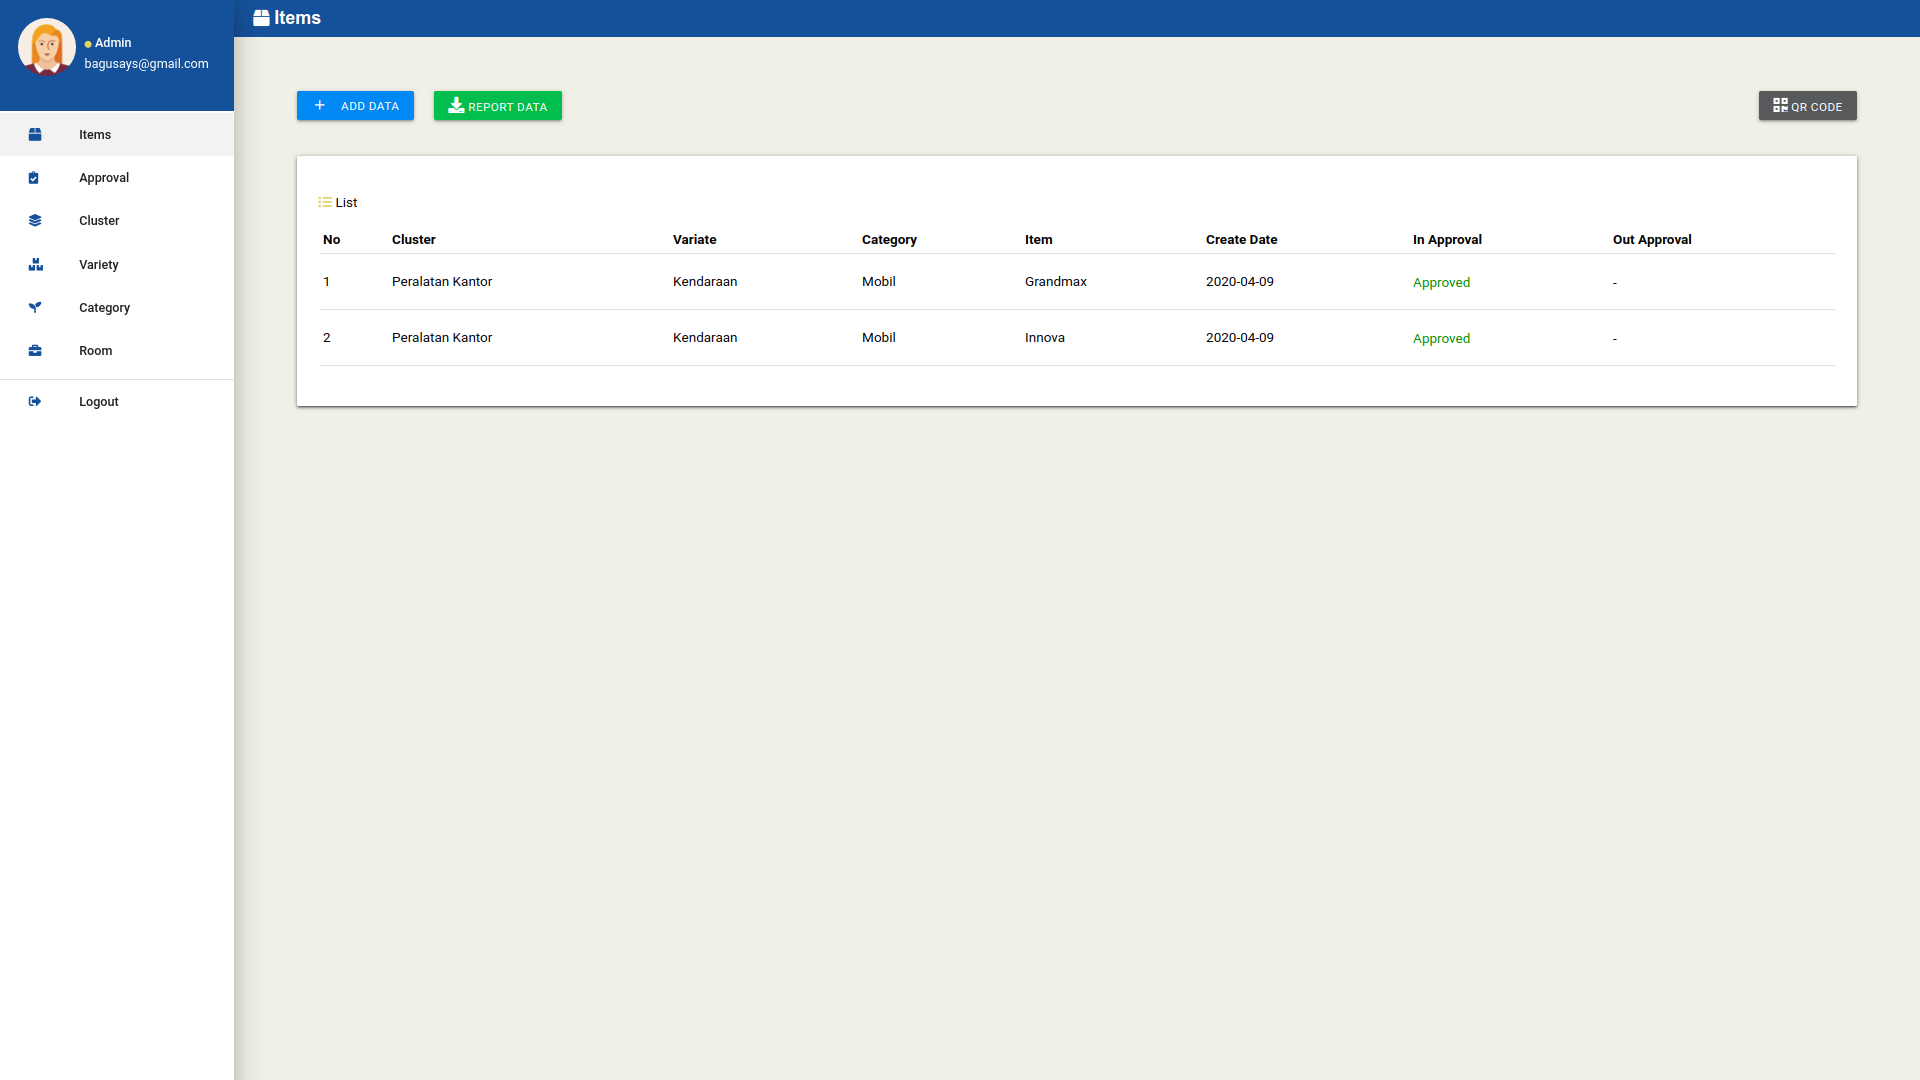 Items
Admin
bagusays@gmail.com
Items
Approval
Cluster
Variety
Category
Room
Logout
ADD DATA
REPORT DATA
QR CODE
List
No Cluster Variate Category Item Create Date In Approval Out Approval
1 Peralatan Kantor Kendaraan Mobil Grandmax 2020-04-09 Approved -
2 Peralatan Kantor Kendaraan Mobil Innova 2020-04-09 Approved -